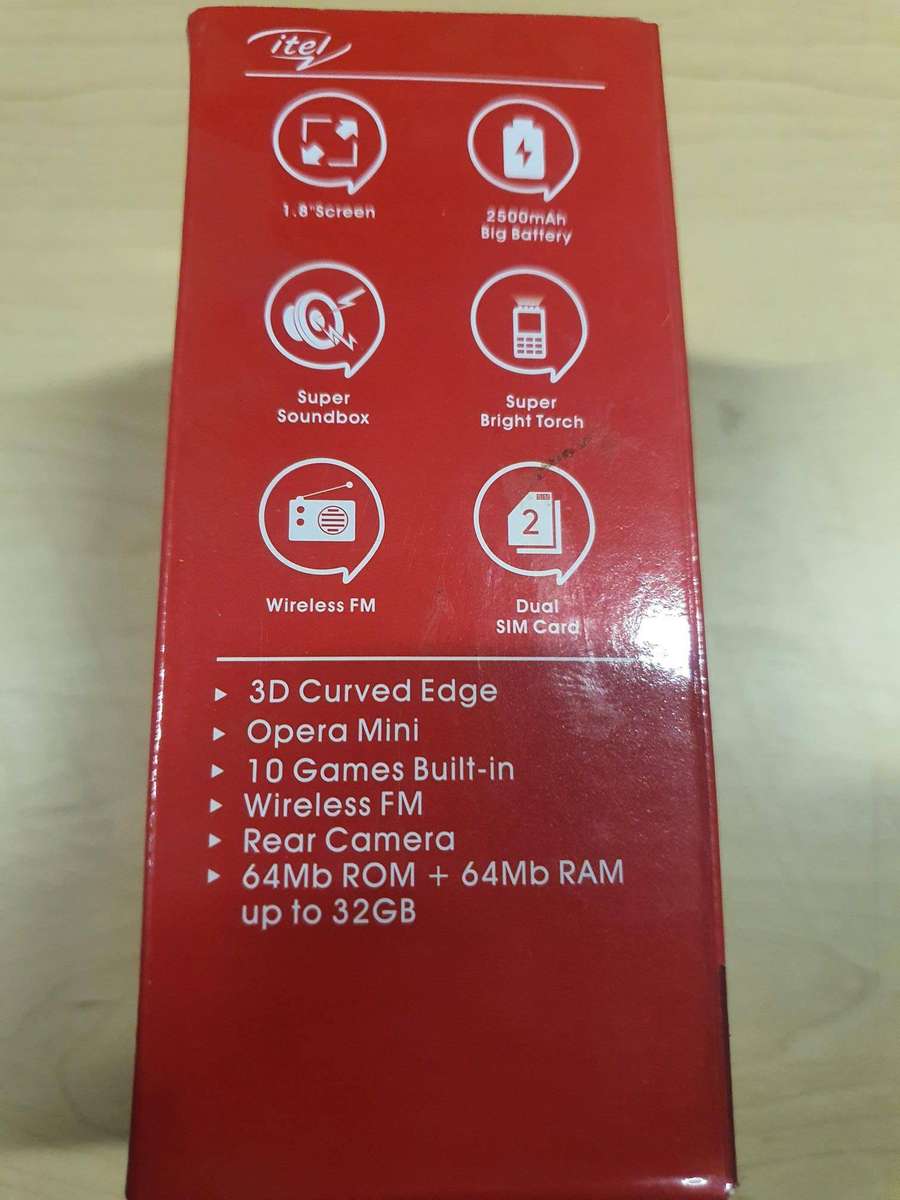 itel
1.8"Screen
2500mAh
Big Battery
Super
Soundbox
Super
Bright Torch
Wireless FM
2
Dual
SIM Card
3D Curved Edge
Opera Mini
10 Games Built-in
Wireless FM
Rear Camera
64Mb ROM + 64Mb RAM
up to 32GB